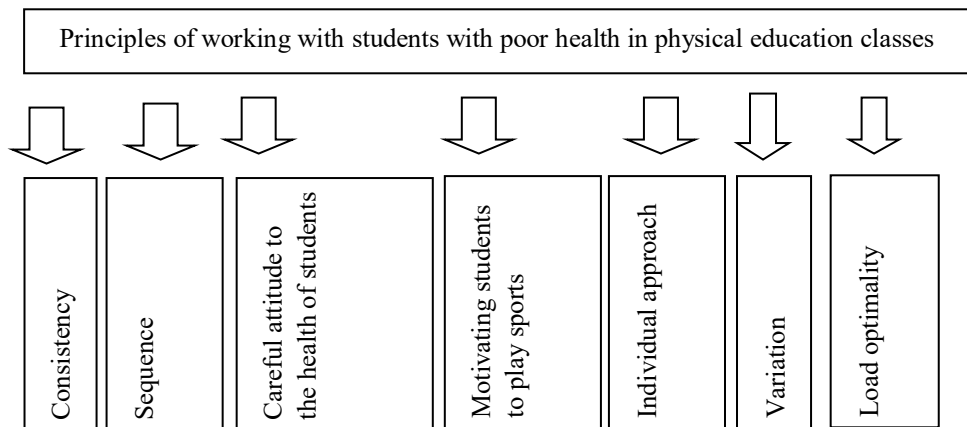 Principles of working with students with poor health in physical education classes
Consistency
Sequence
Careful attitude to
the health of students
Motivating students
to play sports
Individual approach
Variation
Load optimality